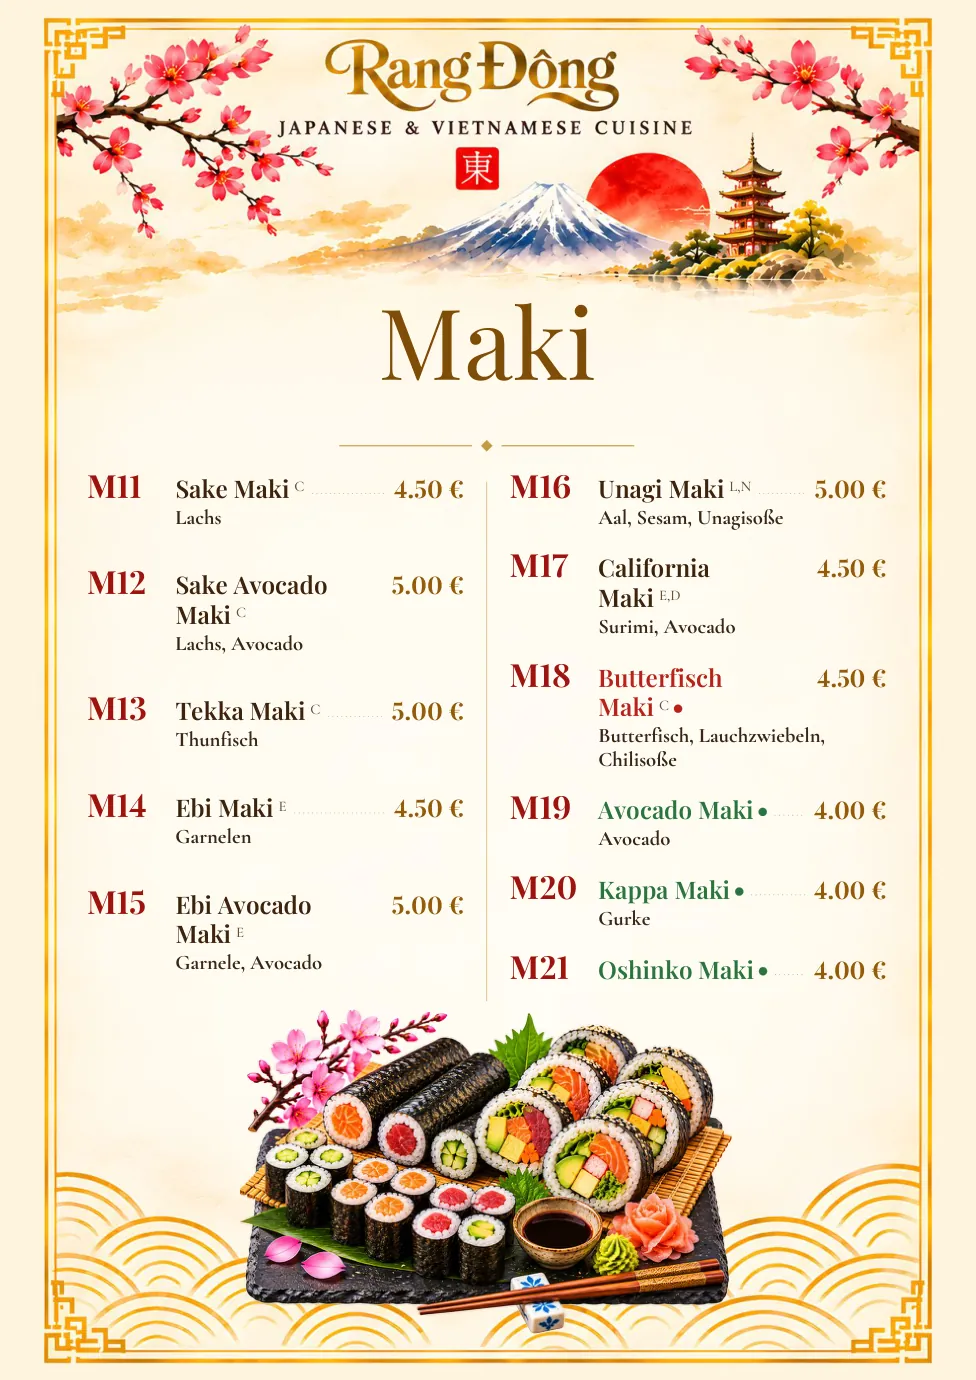 Rang Đông
JAPANESE & VIETNAMESE CUISINE
東
Maki
M11 Sake Maki C 4.50 €
Lachs
M12 Sake Avocado 5.00 €
Maki C
Lachs, Avocado
M13 Tekka Maki C 5.00 €
Thunfisch
M14 Ebi Maki E 4.50 €
Garnelen
M15 Ebi Avocado 5.00 €
Maki E
Garnele, Avocado
M16 Unagi Maki L,N 5.00 €
Aal, Sesam, Unagisoße
M17 California 4.50 €
Maki E,D
Surimi, Avocado
M18 Butterfisch 4.50 €
Maki C •
Butterfisch, Lauchzwiebeln,
Chilisoße
M19 Avocado Maki • 4.00 €
Avocado
M20 Kappa Maki • 4.00 €
Gurke
M21 Oshinko Maki • 4.00 €